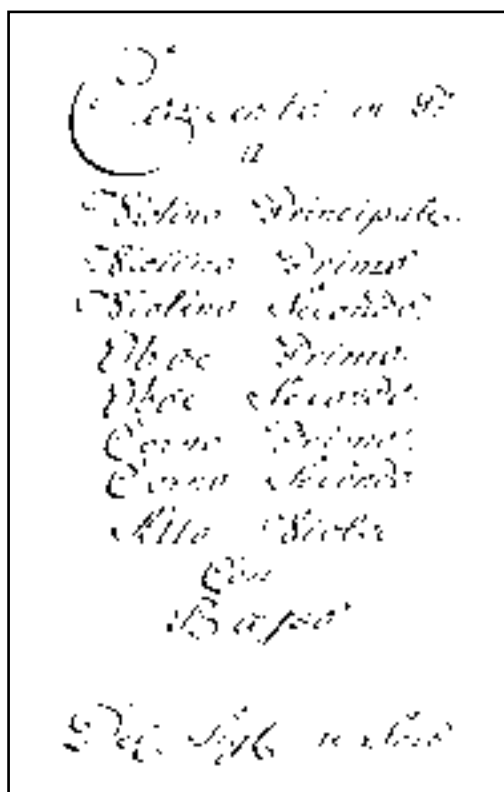 Concerto in D
a
Violino Principale
Violino Primo
Violino Secondo
Oboe Primo
Oboe Secondo
Corno Primo
Corno Secondo
Alto Viola
Con
Basso
Del Sigl: